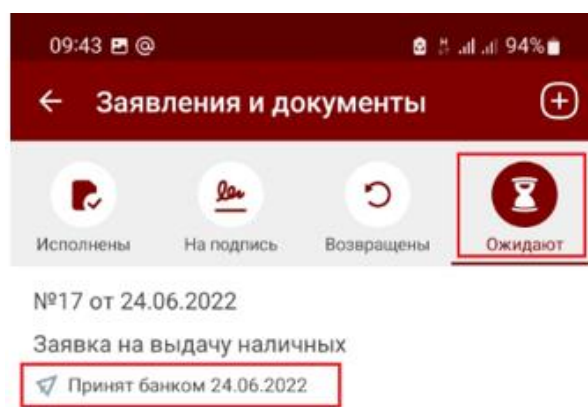 09:43 @ 94%
Заявления и документы
Исполнены На подпись Возвращены Ожидают
№17 от 24.06.2022
Заявка на выдачу наличных
Принят банком 24.06.2022